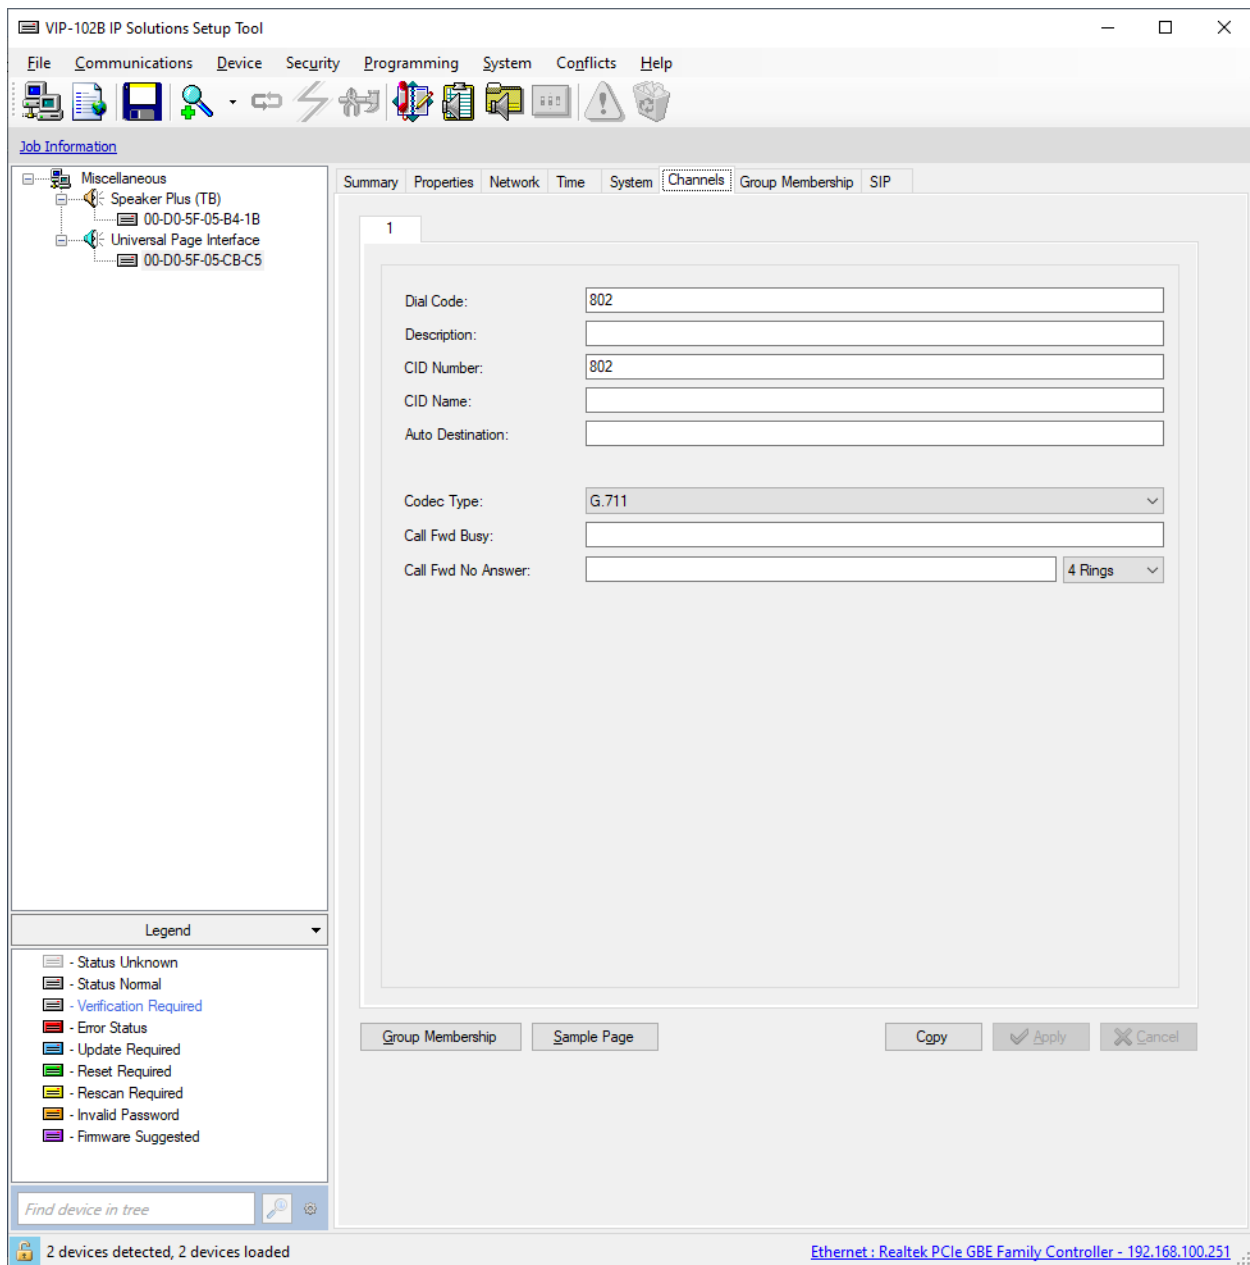 VIP-102B IP Solutions Setup Tool
File Communications Device Security Programming System Conflicts Help
Job Information
Miscellaneous
Speaker Plus (TB)
00-D0-5F-05-B4-1B
Universal Page Interface
00-D0-5F-05-CB-C5
Summary Properties Network Time System Channels Group Membership SIP
1
Dial Code: 802
Description:
CID Number: 802
CID Name:
Auto Destination:
Codec Type: G.711
Call Fwd Busy:
Call Fwd No Answer: 4 Rings
Legend
- Status Unknown
- Status Normal
- Verification Required
- Error Status
- Update Required
- Reset Required
- Rescan Required
- Invalid Password
- Firmware Suggested
Group Membership Sample Page Copy Apply Cancel
Find device in tree
2 devices detected, 2 devices loaded
Ethernet : Realtek PCIe GBE Family Controller - 192.168.100.251